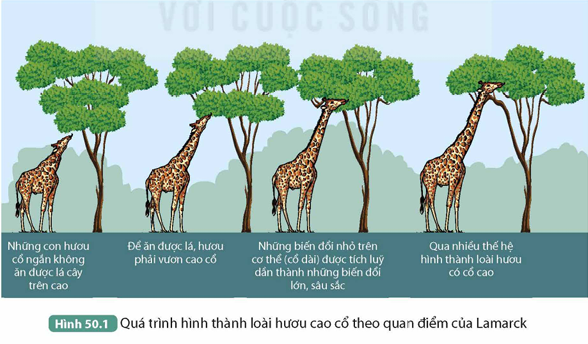 VỚI CUỘC SỐNG
Những con hươu
cổ ngắn không
ăn được lá cây
trên cao
Để ăn được lá, hươu
phải vươn cao cổ
Những biến đổi nhỏ trên
cơ thể (cổ dài) được tích luỹ
dần thành những biến đổi
lớn, sâu sắc
Qua nhiều thế hệ
hình thành loài hươu
có cổ cao
Hình 50.1 Quá trình hình thành loài hươu cao cổ theo quan điểm của Lamarck